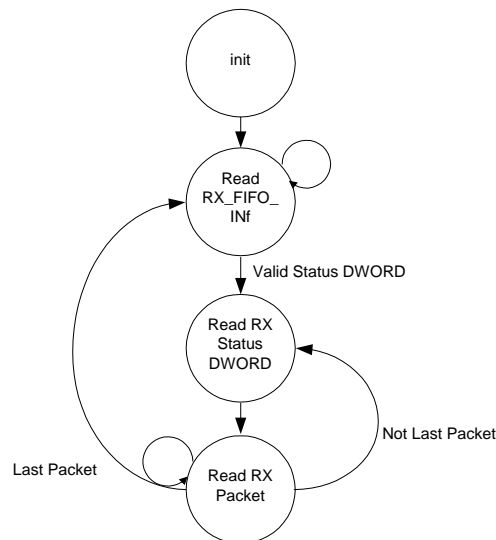 init
Read
RX_FIFO_
INf
Valid Status DWORD
Read RX
Status
DWORD
Not Last Packet
Last Packet
Read RX
Packet